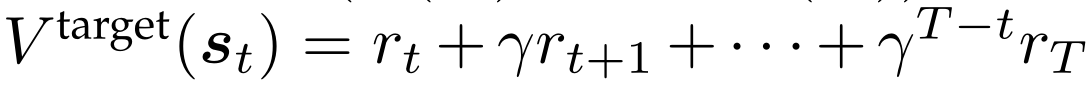 V^target(s_t) = r_t + γr_{t+1} + ··· + γ^{T−t}r_T